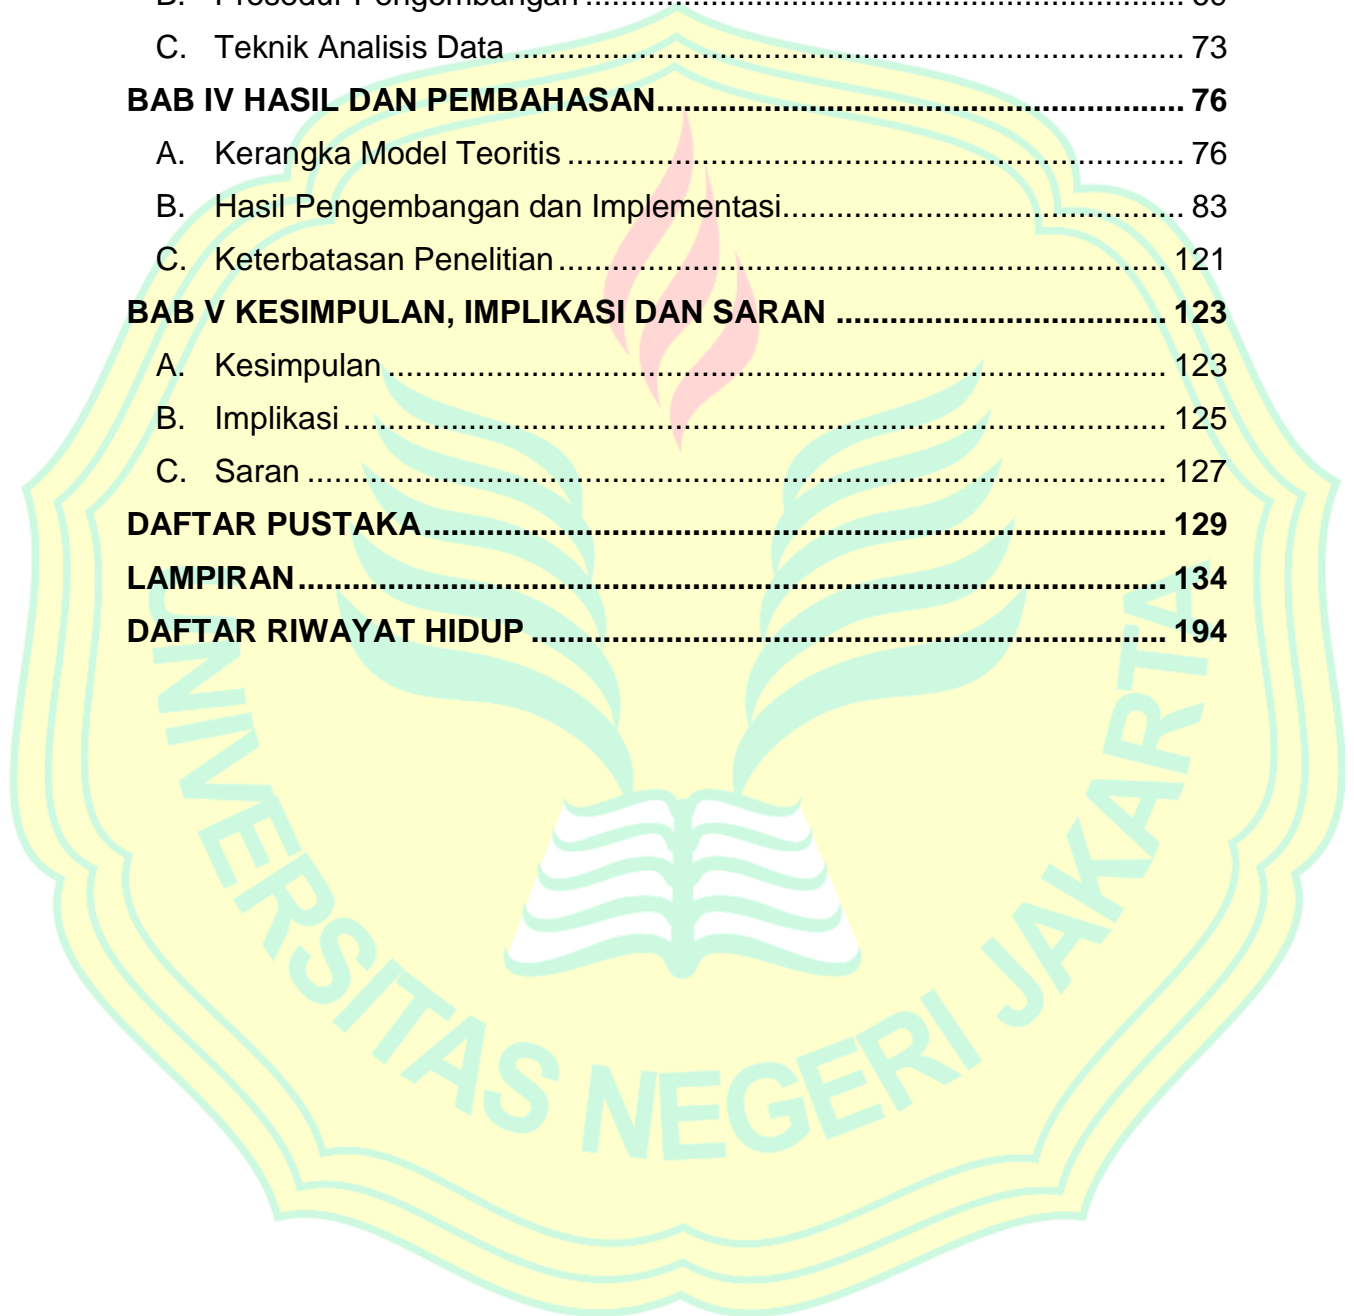 C. Teknik Analisis Data ........................................................................... 73
BAB IV HASIL DAN PEMBAHASAN.......................................................... 76
A. Kerangka Model Teoritis ..................................................................... 76
B. Hasil Pengembangan dan Implementasi............................................. 83
C. Keterbatasan Penelitian .................................................................... 121
BAB V KESIMPULAN, IMPLIKASI DAN SARAN ..................................... 123
A. Kesimpulan ....................................................................................... 123
B. Implikasi ............................................................................................ 125
C. Saran ................................................................................................ 127
DAFTAR PUSTAKA.................................................................................. 129
LAMPIRAN................................................................................................ 134
DAFTAR RIWAYAT HIDUP ...................................................................... 194
UNIVERSITAS NEGERI JAKARTA